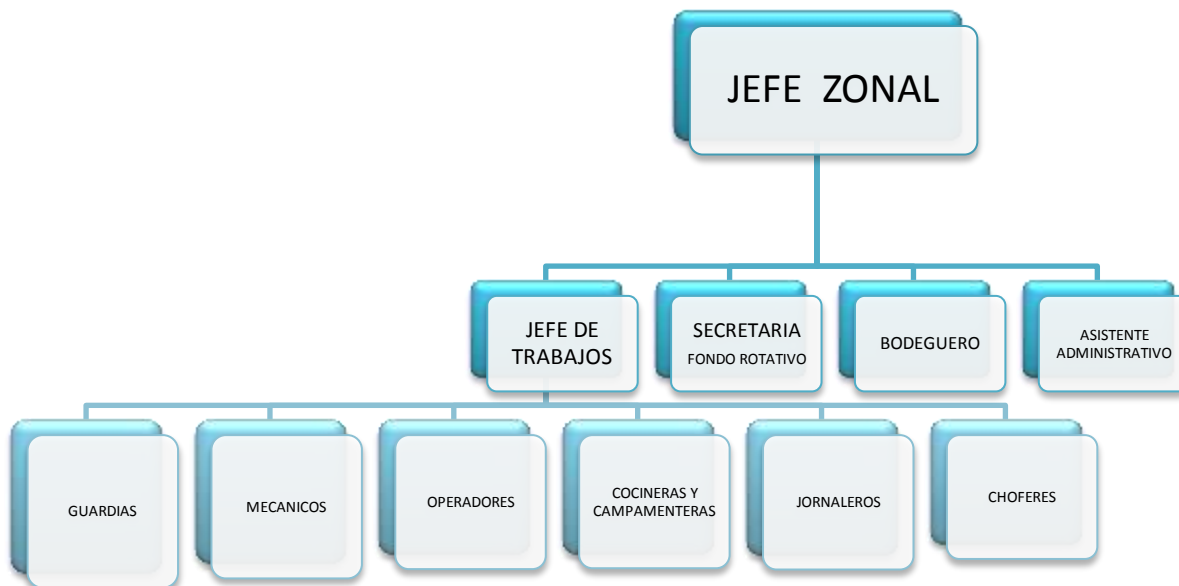 JEFE ZONAL
JEFE DE
TRABAJOS
SECRETARIA
FONDO ROTATIVO
BODEGUERO
ASISTENTE
ADMINISTRATIVO
GUARDIAS
MECANICOS
OPERADORES
COCINERAS Y
CAMPAMENTERAS
JORNALEROS
CHOFERES